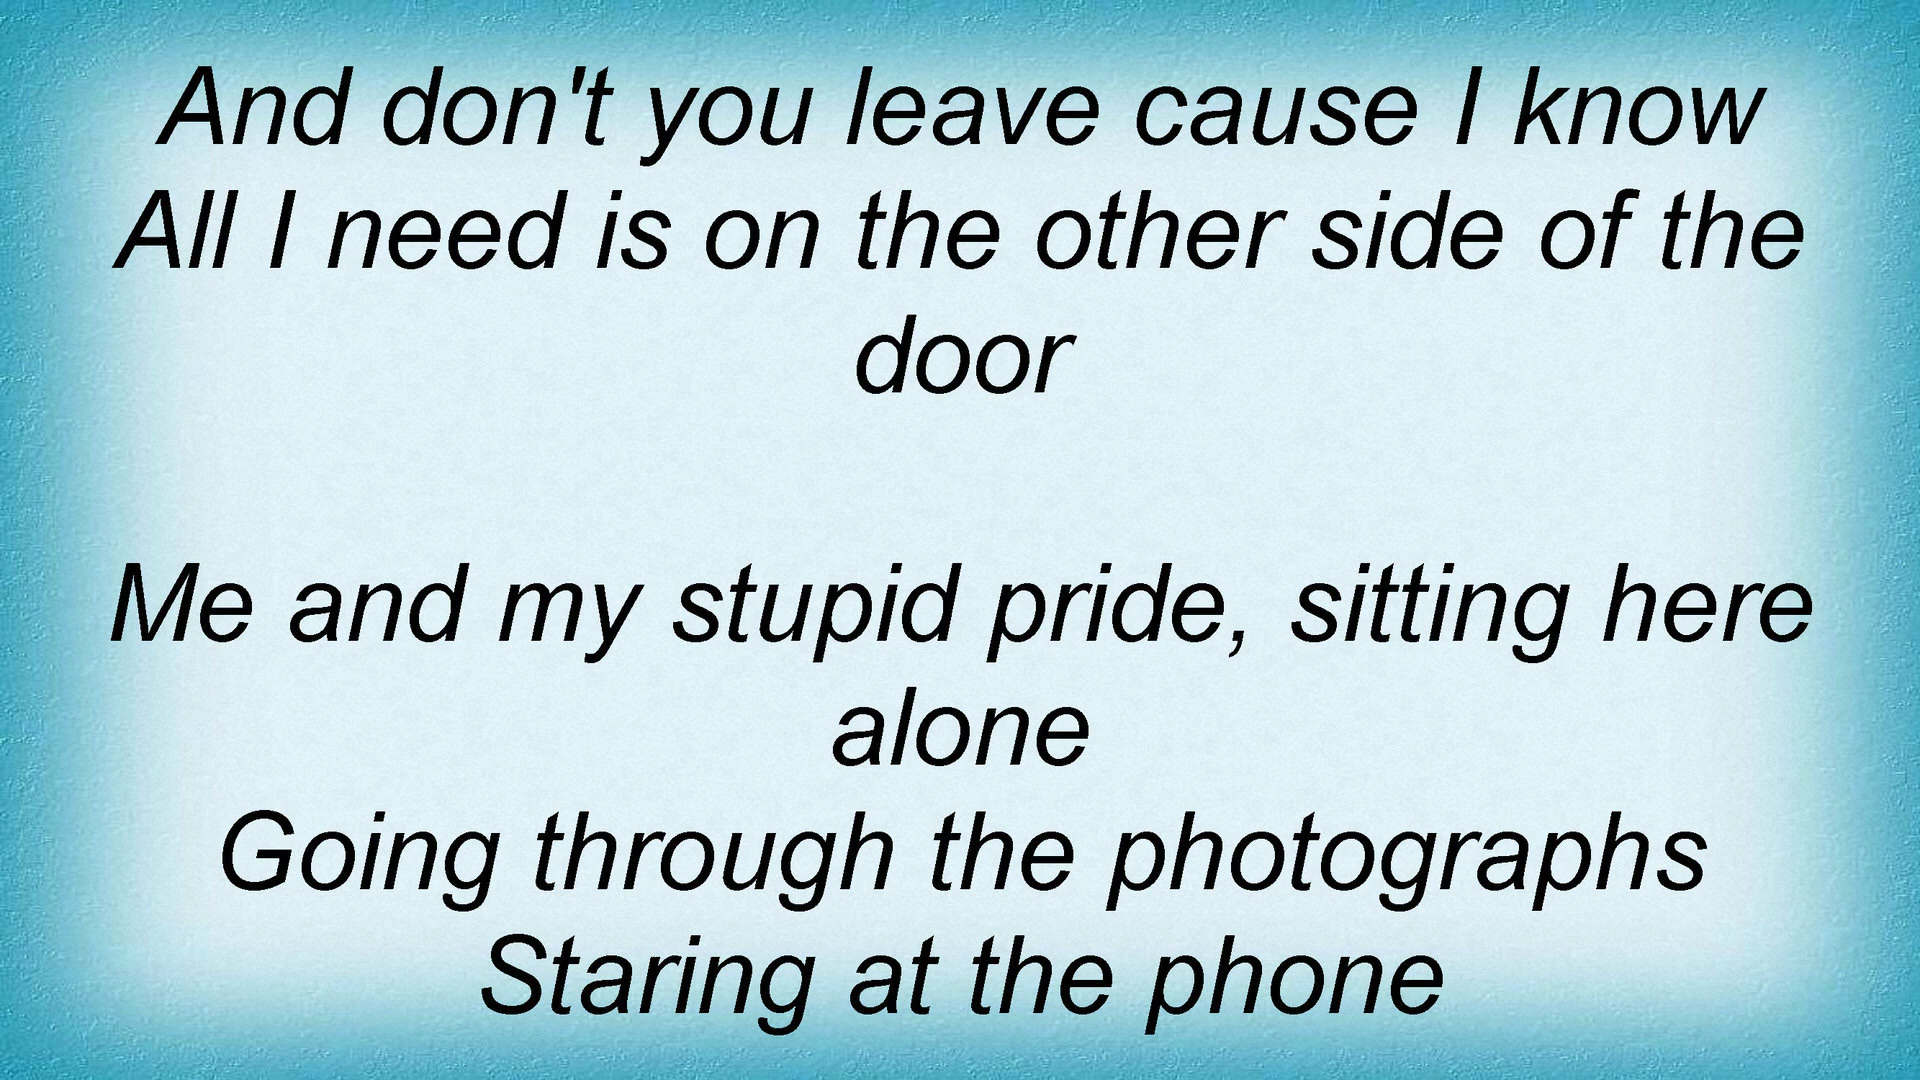 And don't you leave cause I know
All I need is on the other side of the
door
Me and my stupid pride, sitting here
alone
Going through the photographs
Staring at the phone